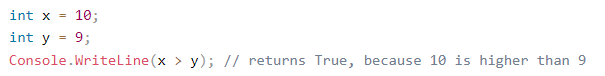 int x = 10;
int y = 9;
Console.WriteLine(x > y); // returns True, because 10 is higher than 9